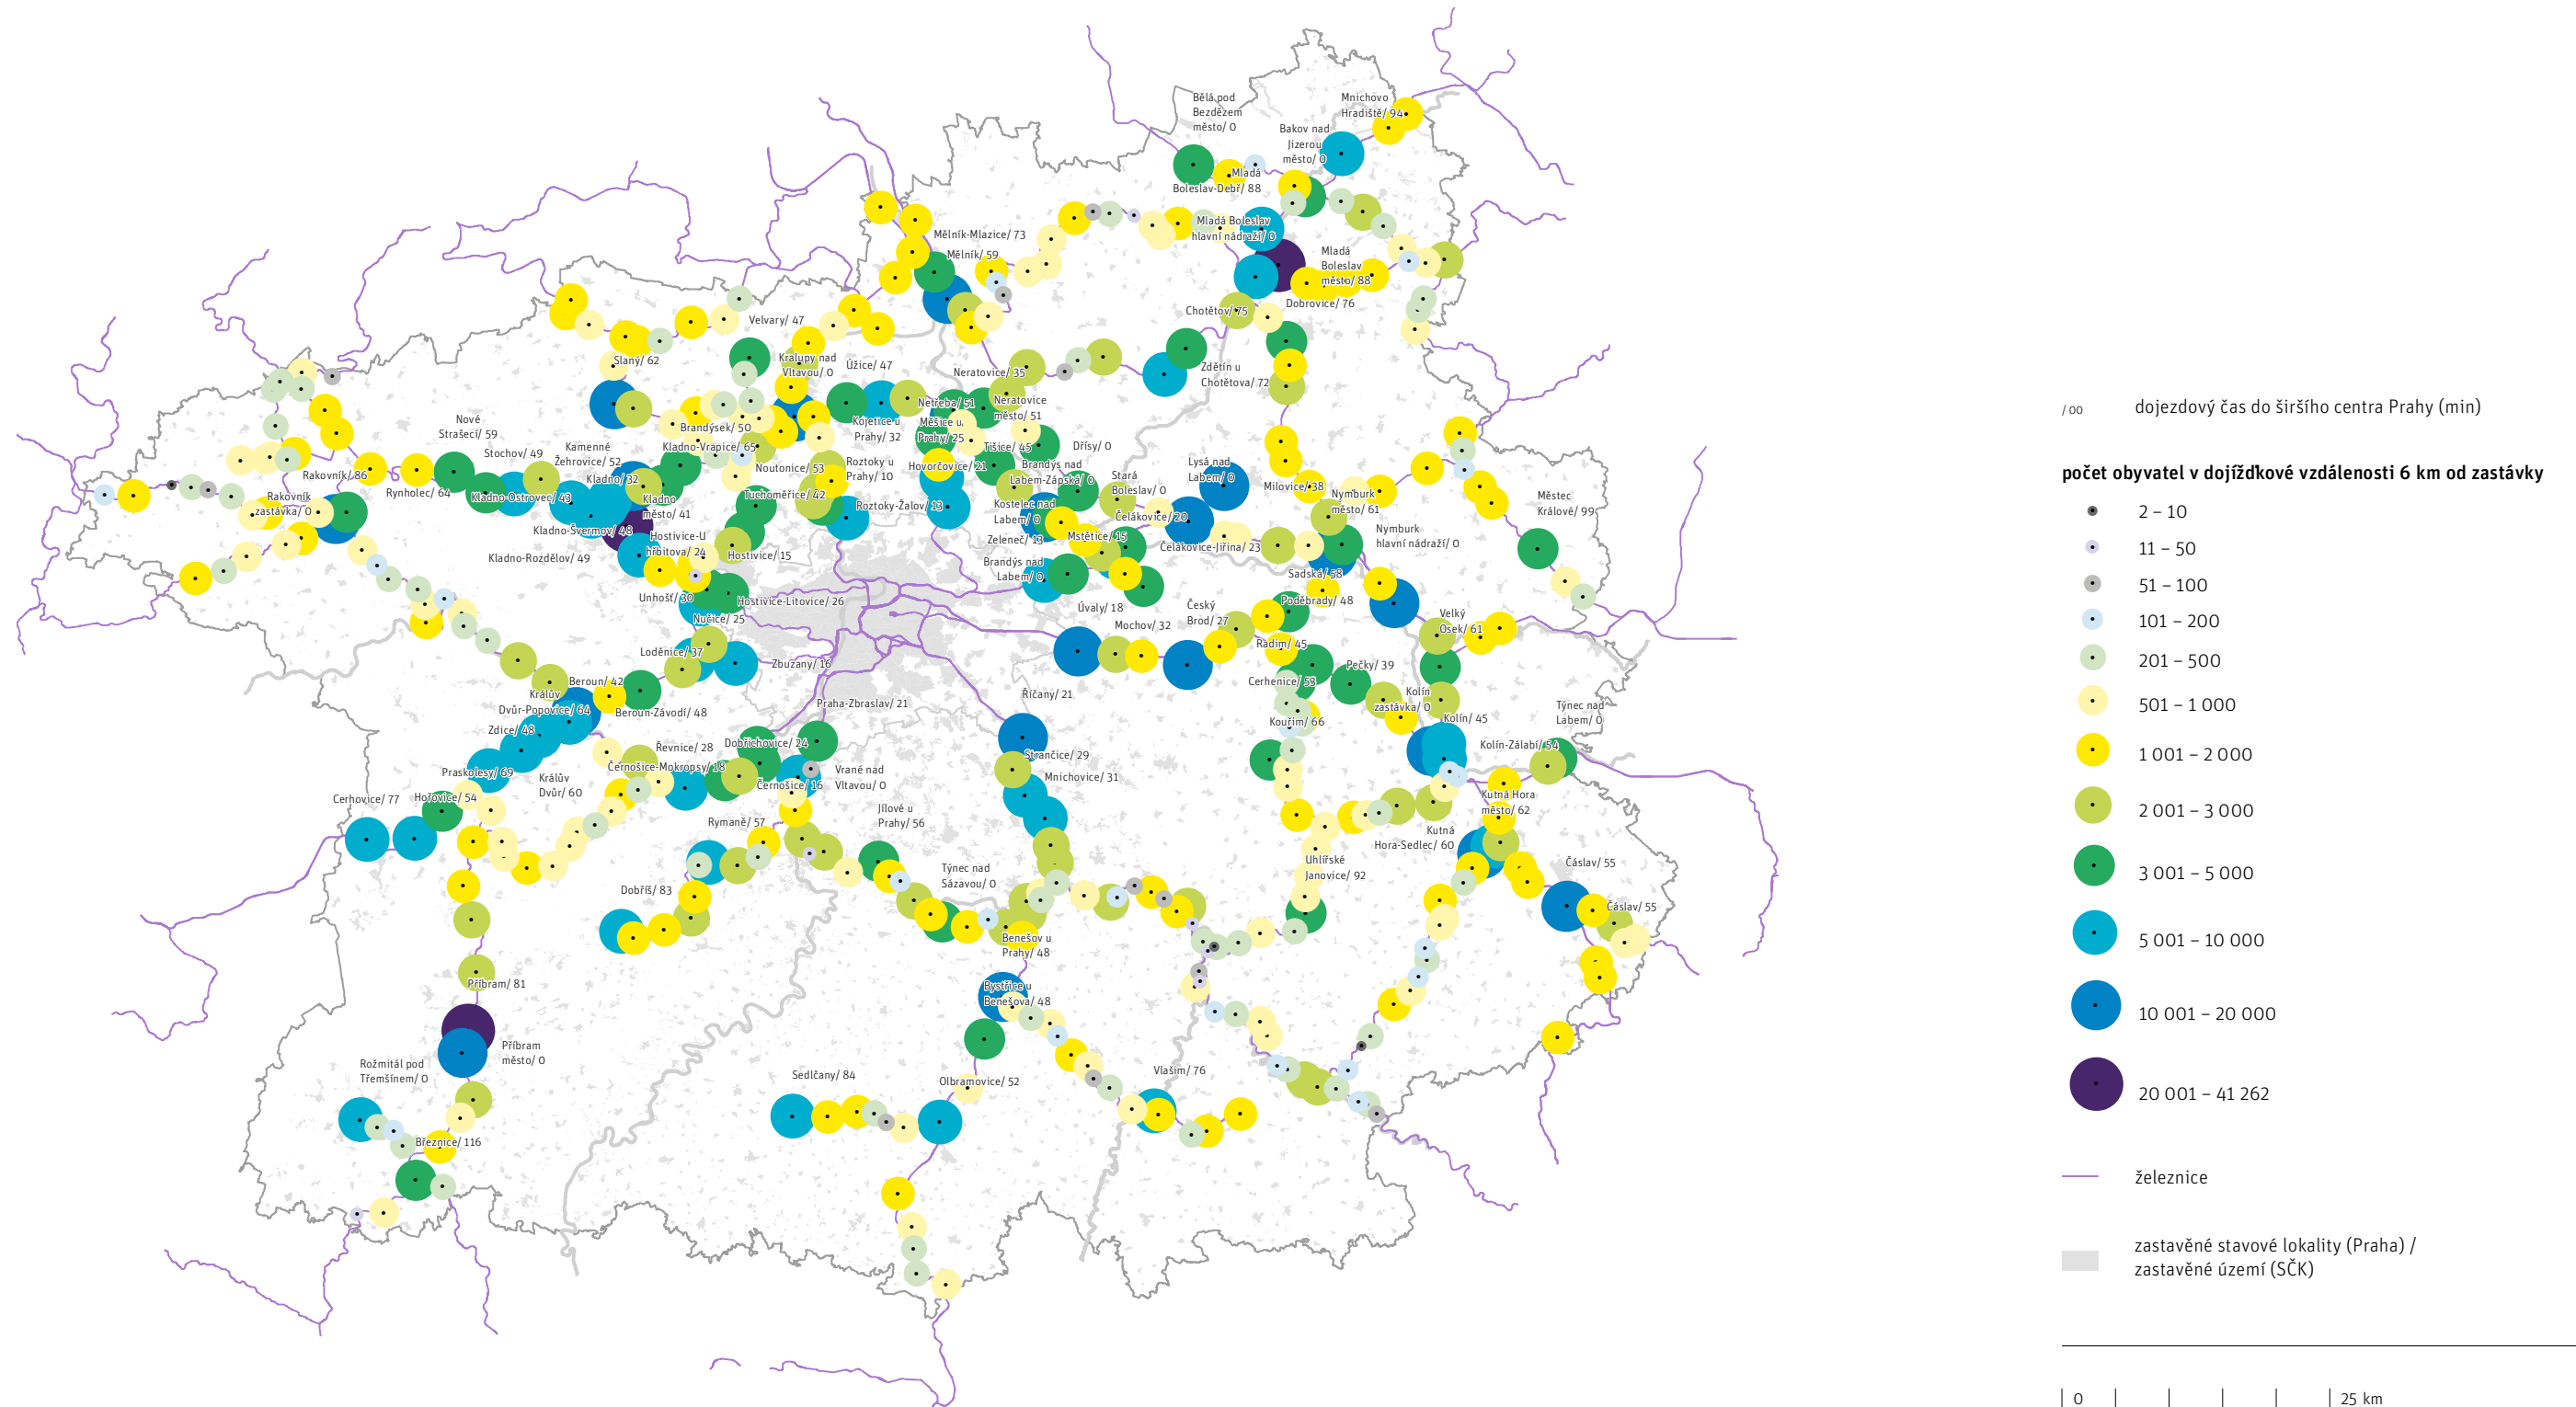 Bělá pod
Bezdězem
město/ 0
Mnichovo
Hradiště/ 94
Bakov nad
Jizerou
město/ 0
Mladá
Boleslav-Debř/ 88
Mladá Boleslav
hlavní nádraží/ 0
Mělník-Mlazice/ 73
Mělník/ 59
Mladá
Boleslav
město/ 88
Dobrovice/ 76
Chotětov/ 75
Velvary/ 47
Slaný/ 62
Kralupy nad
Vltavou/ 0
Úžice/ 47
Neratovice/ 35
Zdětín u
Chotětova/ 72
Nové
Strašecí/ 59
Netřeba/ 51
Neratovice
město/ 51
Brandýsek/ 50
Kojetice u
Prahy/ 32
Měšice u
Prahy/ 25
Kladno-Vrapice/ 65
Tišice/ 45
Dřísy/ 0
Stochov/ 49
Kamenné
Žehrovice/ 52
Noutonice/ 53
Roztoky u
Prahy/ 10
Hovorčovice/ 21
Brandýs nad
Labem-Zápská/ 0
Stará
Boleslav/ 0
Lysá nad
Labem/ 0
Rakovník/ 86
Rynholec/ 64
Kladno/ 32
Milovice/ 38
Rakovník
zastávka/ 0
Kladno-Ostrovec/ 43
Kladno
město/ 41
Tuchoměřice/ 42
Roztoky-Žalov/ 13
Kostelec nad
Labem/ 0
Čelákovice/ 20
Nymburk
město/ 61
Městec
Králové/ 99
Kladno-Švermov/ 48
Hostivice-U
hřbitova/ 24
Zeleneč/ 13
Mstětice/ 15
Čelákovice-Jiřina/ 23
Nymburk
hlavní nádraží/ 0
Kladno-Rozdělov/ 49
Hostivice/ 15
Brandýs nad
Labem/ 0
Sadská/ 58
Unhošť/ 30
Hostivice-Litovice/ 26
Úvaly/ 18
Český
Brod/ 27
Poděbrady/ 48
Nučice/ 25
Mochov/ 32
Velký
Osek/ 61
Loděnice/ 37
Zbuzany/ 16
Radim/ 45
Pečky/ 39
Beroun/ 42
Cerhenice/ 53
Králův
Dvůr-Popovice/ 64
Beroun-Závodí/ 48
Praha-Zbraslav/ 21
Říčany/ 21
Kolín
zastávka/ 0
Kouřim/ 66
Kolín/ 45
Týnec nad
Labem/ 0
Zdice/ 48
Řevnice/ 28
Dobřichovice/ 24
Strančice/ 29
Kolín-Zálabí/ 54
Praskolesy/ 69
Králův
Dvůr/ 60
Černošice-Mokropsy/ 18
Černošice/ 16
Vrané nad
Vltavou/ 0
Mnichovice/ 31
Cerhovice/ 77
Hořovice/ 54
Kutná Hora
město/ 62
Jílové u
Prahy/ 56
Rymaně/ 57
Kutná
Hora-Sedlec/ 60
Uhlířské
Janovice/ 92
Čáslav/ 55
Týnec nad
Sázavou/ 0
Dobříš/ 83
Čáslav/ 55
Benešov u
Prahy/ 48
Příbram/ 81
Bystřice u
Benešova/ 48
Příbram
město/ 0
Rožmitál pod
Třemšínem/ 0
Sedlčany/ 84
Olbramovice/ 52
Vlašim/ 76
Březnice/ 116
/ 00
dojezdový čas do širšího centra Prahy (min)
počet obyvatel v dojížďkové vzdálenosti 6 km od zastávky
2 – 10
11 – 50
51 – 100
101 – 200
201 – 500
501 – 1 000
1 001 – 2 000
2 001 – 3 000
3 001 – 5 000
5 001 – 10 000
10 001 – 20 000
20 001 – 41 262
železnice
zastavěné stavové lokality (Praha) /
zastavěné území (SČK)
0
25 km